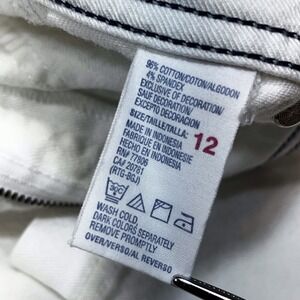 96% COTTON/COTON/ALGODON
4% SPANDEX
EXCLUSIVE OF DECORATION/
SAUF DECORATION/
EXCEPTO DECORACION
SIZE/TAILLE/TALLA: 12
MADE IN INDONESIA
FABRIQUE EN INDONESIE
HECHO EN INDONESIA
RN# 77806
CA# 20761
(RTG-BGJ)
WASH COLD
DARK COLORS SEPARATELY
REMOVE PROMPTLY
OVER/VERSO/AL REVERSO